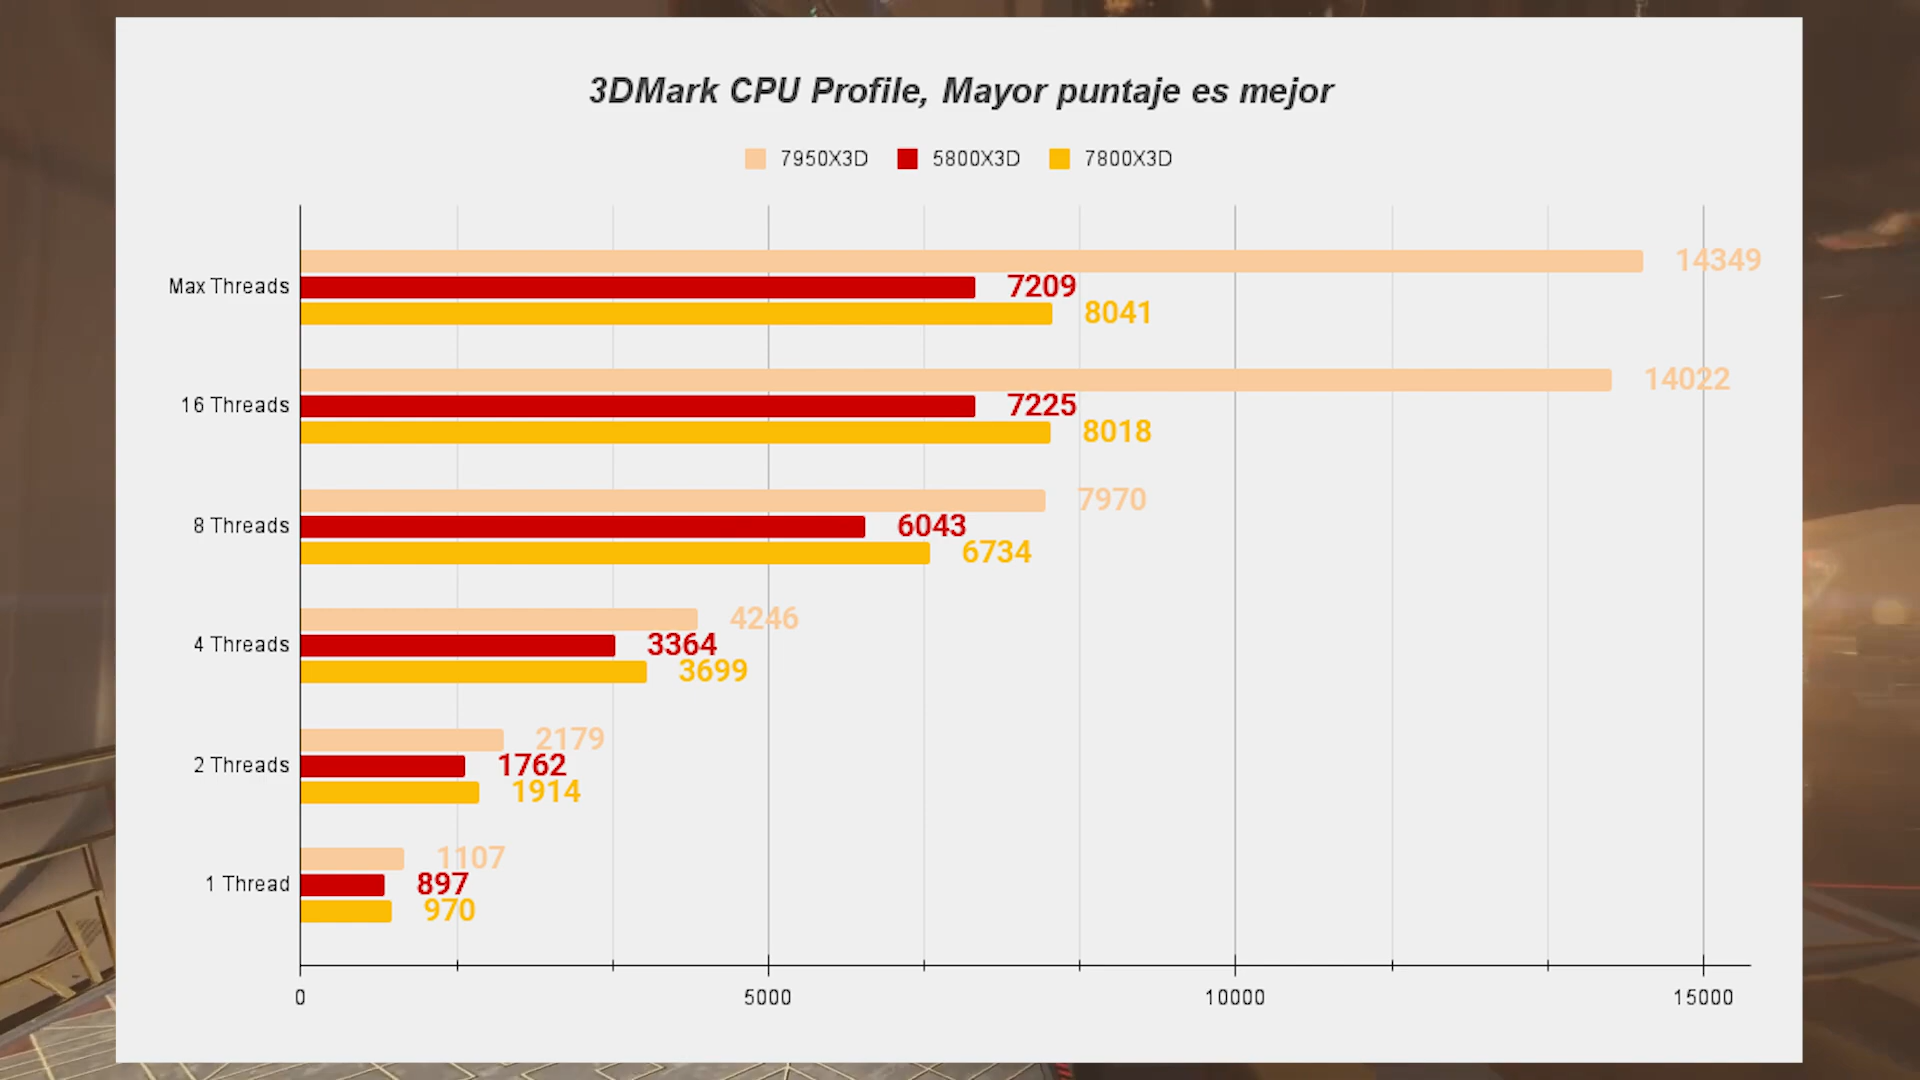 3DMark CPU Profile, Mayor puntaje es mejor
7950X3D 5800X3D 7800X3D
Max Threads
14349
7209
8041
16 Threads
14022
7225
8018
8 Threads
7970
6043
6734
4 Threads
4246
3364
3699
2 Threads
2179
1762
1914
1 Thread
1107
897
970
0 5000 10000 15000